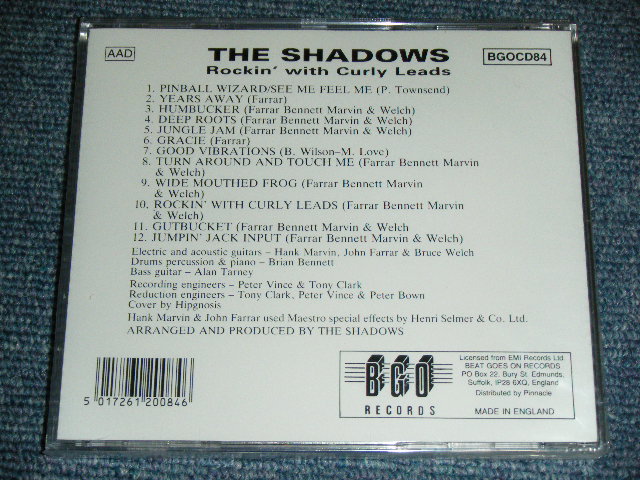 AAD
THE SHADOWS
Rockin' with Curly Leads
BGOCD84
1. PINBALL WIZARD/SEE ME FEEL ME (P. Townsend)
2. YEARS AWAY (Farrar)
3. HUMBUCKER (Farrar Bennett Marvin & Welch)
4. DEEP ROOTS (Farrar Bennett Marvin & Welch)
5. JUNGLE JAM (Farrar Bennett Marvin & Welch)
6. GRACIE (Farrar)
7. GOOD VIBRATIONS (B. Wilson–M. Love)
8. TURN AROUND AND TOUCH ME (Farrar Bennett Marvin
& Welch)
9. WIDE MOUTHED FROG (Farrar Bennett Marvin
& Welch)
10. ROCKIN' WITH CURLY LEADS (Farrar Bennett Marvin
& Welch)
11. GUTBUCKET (Farrar Bennett Marvin & Welch
12. JUMPIN' JACK INPUT (Farrar Bennett Marvin & Welch)
Electric and acoustic guitars – Hank Marvin, John Farrar & Bruce Welch
Drums percussion & piano – Brian Bennett
Bass guitar – Alan Tarney
Recording engineers – Peter Vince & Tony Clark
Reduction engineers – Tony Clark, Peter Vince & Peter Bown
Cover by Hipgnosis
Hank Marvin & John Farrar used Maestro special effects by Henri Selmer & Co. Ltd.
ARRANGED AND PRODUCED BY THE SHADOWS
5 017261 200846
BGO
RECORDS
Licensed from EMI Records Ltd
BEAT GOES ON RECORDS
PO Box 22, Bury St. Edmunds,
Suffolk, IP28 6XQ, England
Distributed by Pinnacle
MADE IN ENGLAND